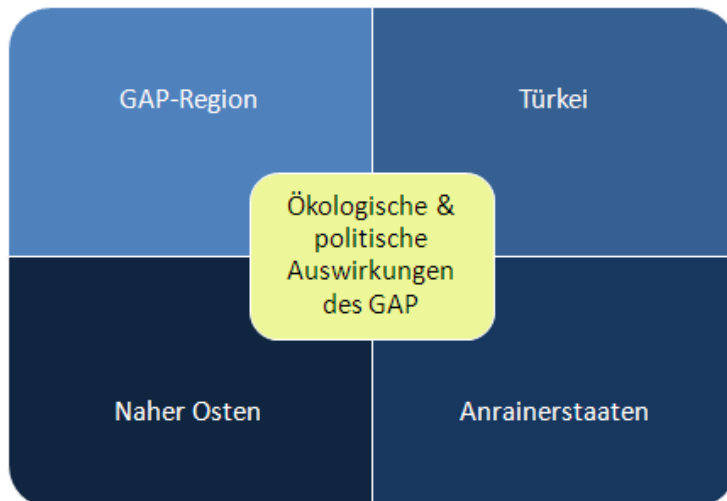 GAP-Region
Türkei
Ökologische &
politische
Auswirkungen
des GAP
Naher Osten
Anrainerstaaten